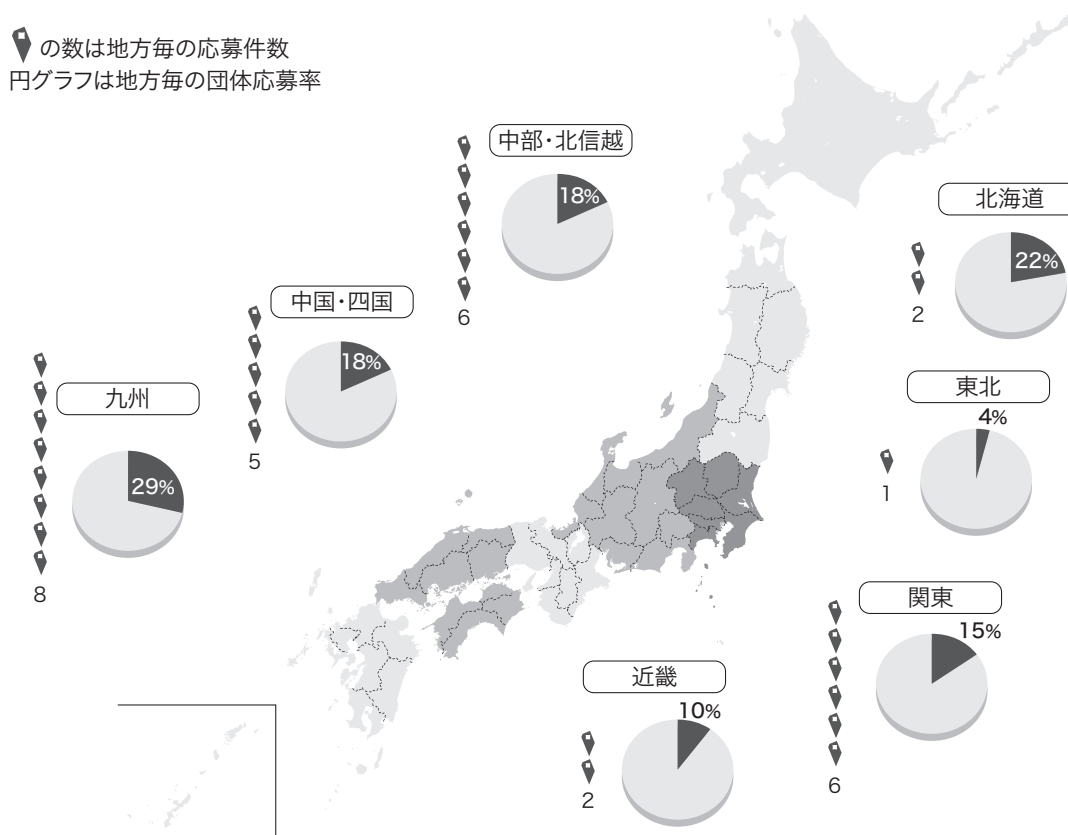 の数は地方毎の応募件数
円グラフは地方毎の団体応募率
中部・北信越
18%
6
北海道
22%
2
中国・四国
18%
5
九州
29%
8
東北
4%
1
関東
15%
6
近畿
10%
2